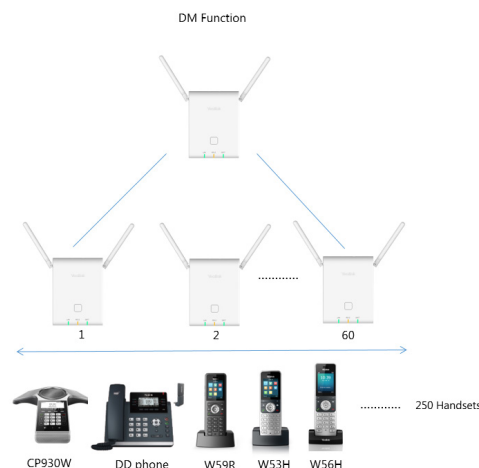 DM Function
1
2
............
60
............
250 Handsets
CP930W
DD phone
W59R
W53H
W56H